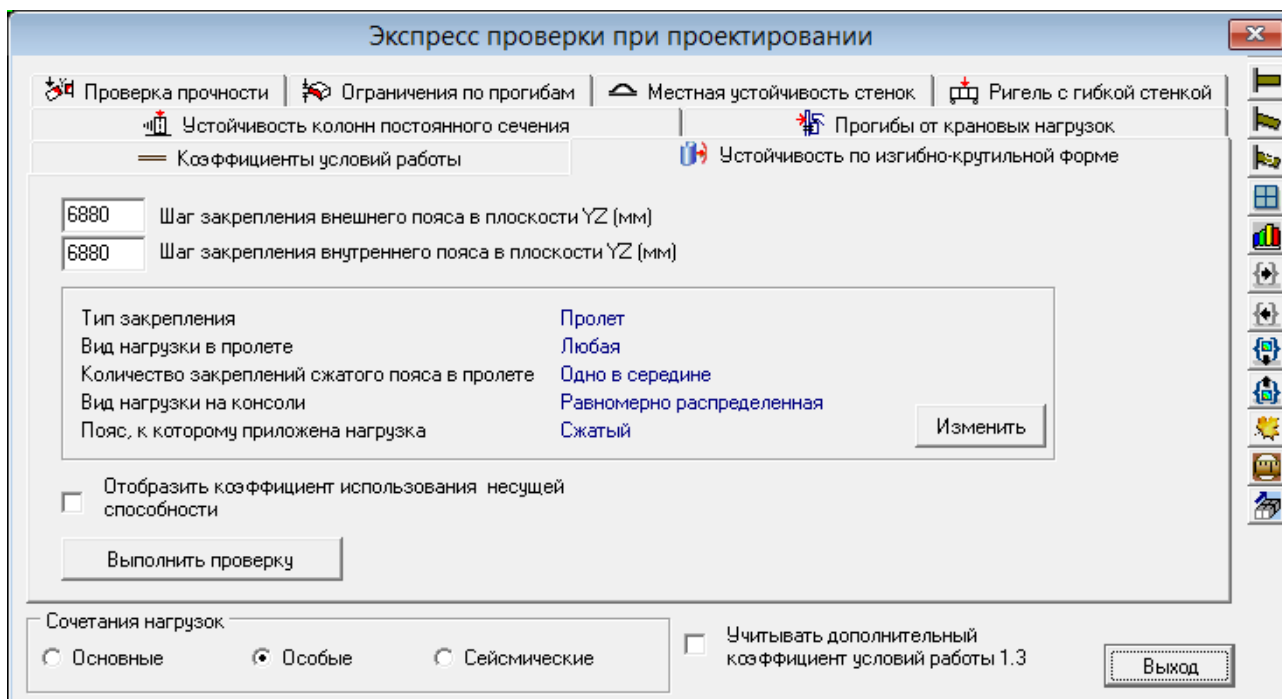 Экспресс проверки при проектировании
Проверка прочности
Ограничения по прогибам
Местная устойчивость стенок
Ригель с гибкой стенкой
Устойчивость колонн постоянного сечения
Прогибы от крановых нагрузок
Коэффициенты условий работы
Устойчивость по изгибно-крутильной форме
6880 Шаг закрепления внешнего пояса в плоскости YZ (мм)
6880 Шаг закрепления внутреннего пояса в плоскости YZ (мм)
Тип закрепления Пролет
Вид нагрузки в пролете Любая
Количество закреплений сжатого пояса в пролете Одно в середине
Вид нагрузки на консоли Равномерно распределенная
Пояс, к которому приложена нагрузка Сжатый
Изменить
Отобразить коэффициент использования несущей
способности
Выполнить проверку
Сочетания нагрузок
Основные Особые Сейсмические
Учитывать дополнительный
коэффициент условий работы 1.3
Выход